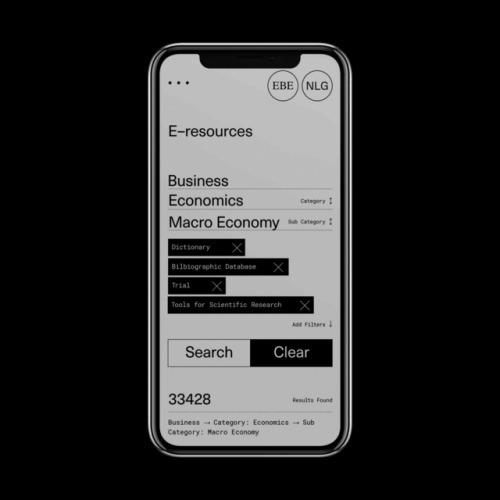 EBE NLG
E–resources
Business
Economics Category
Macro Economy Sub Category
Dictionary
Bilbiographic Database
Trial
Tools for Scientific Research
Add Filters ↓
Search Clear
33428 Results Found
Business → Category: Economics → Sub
Category: Macro Economy